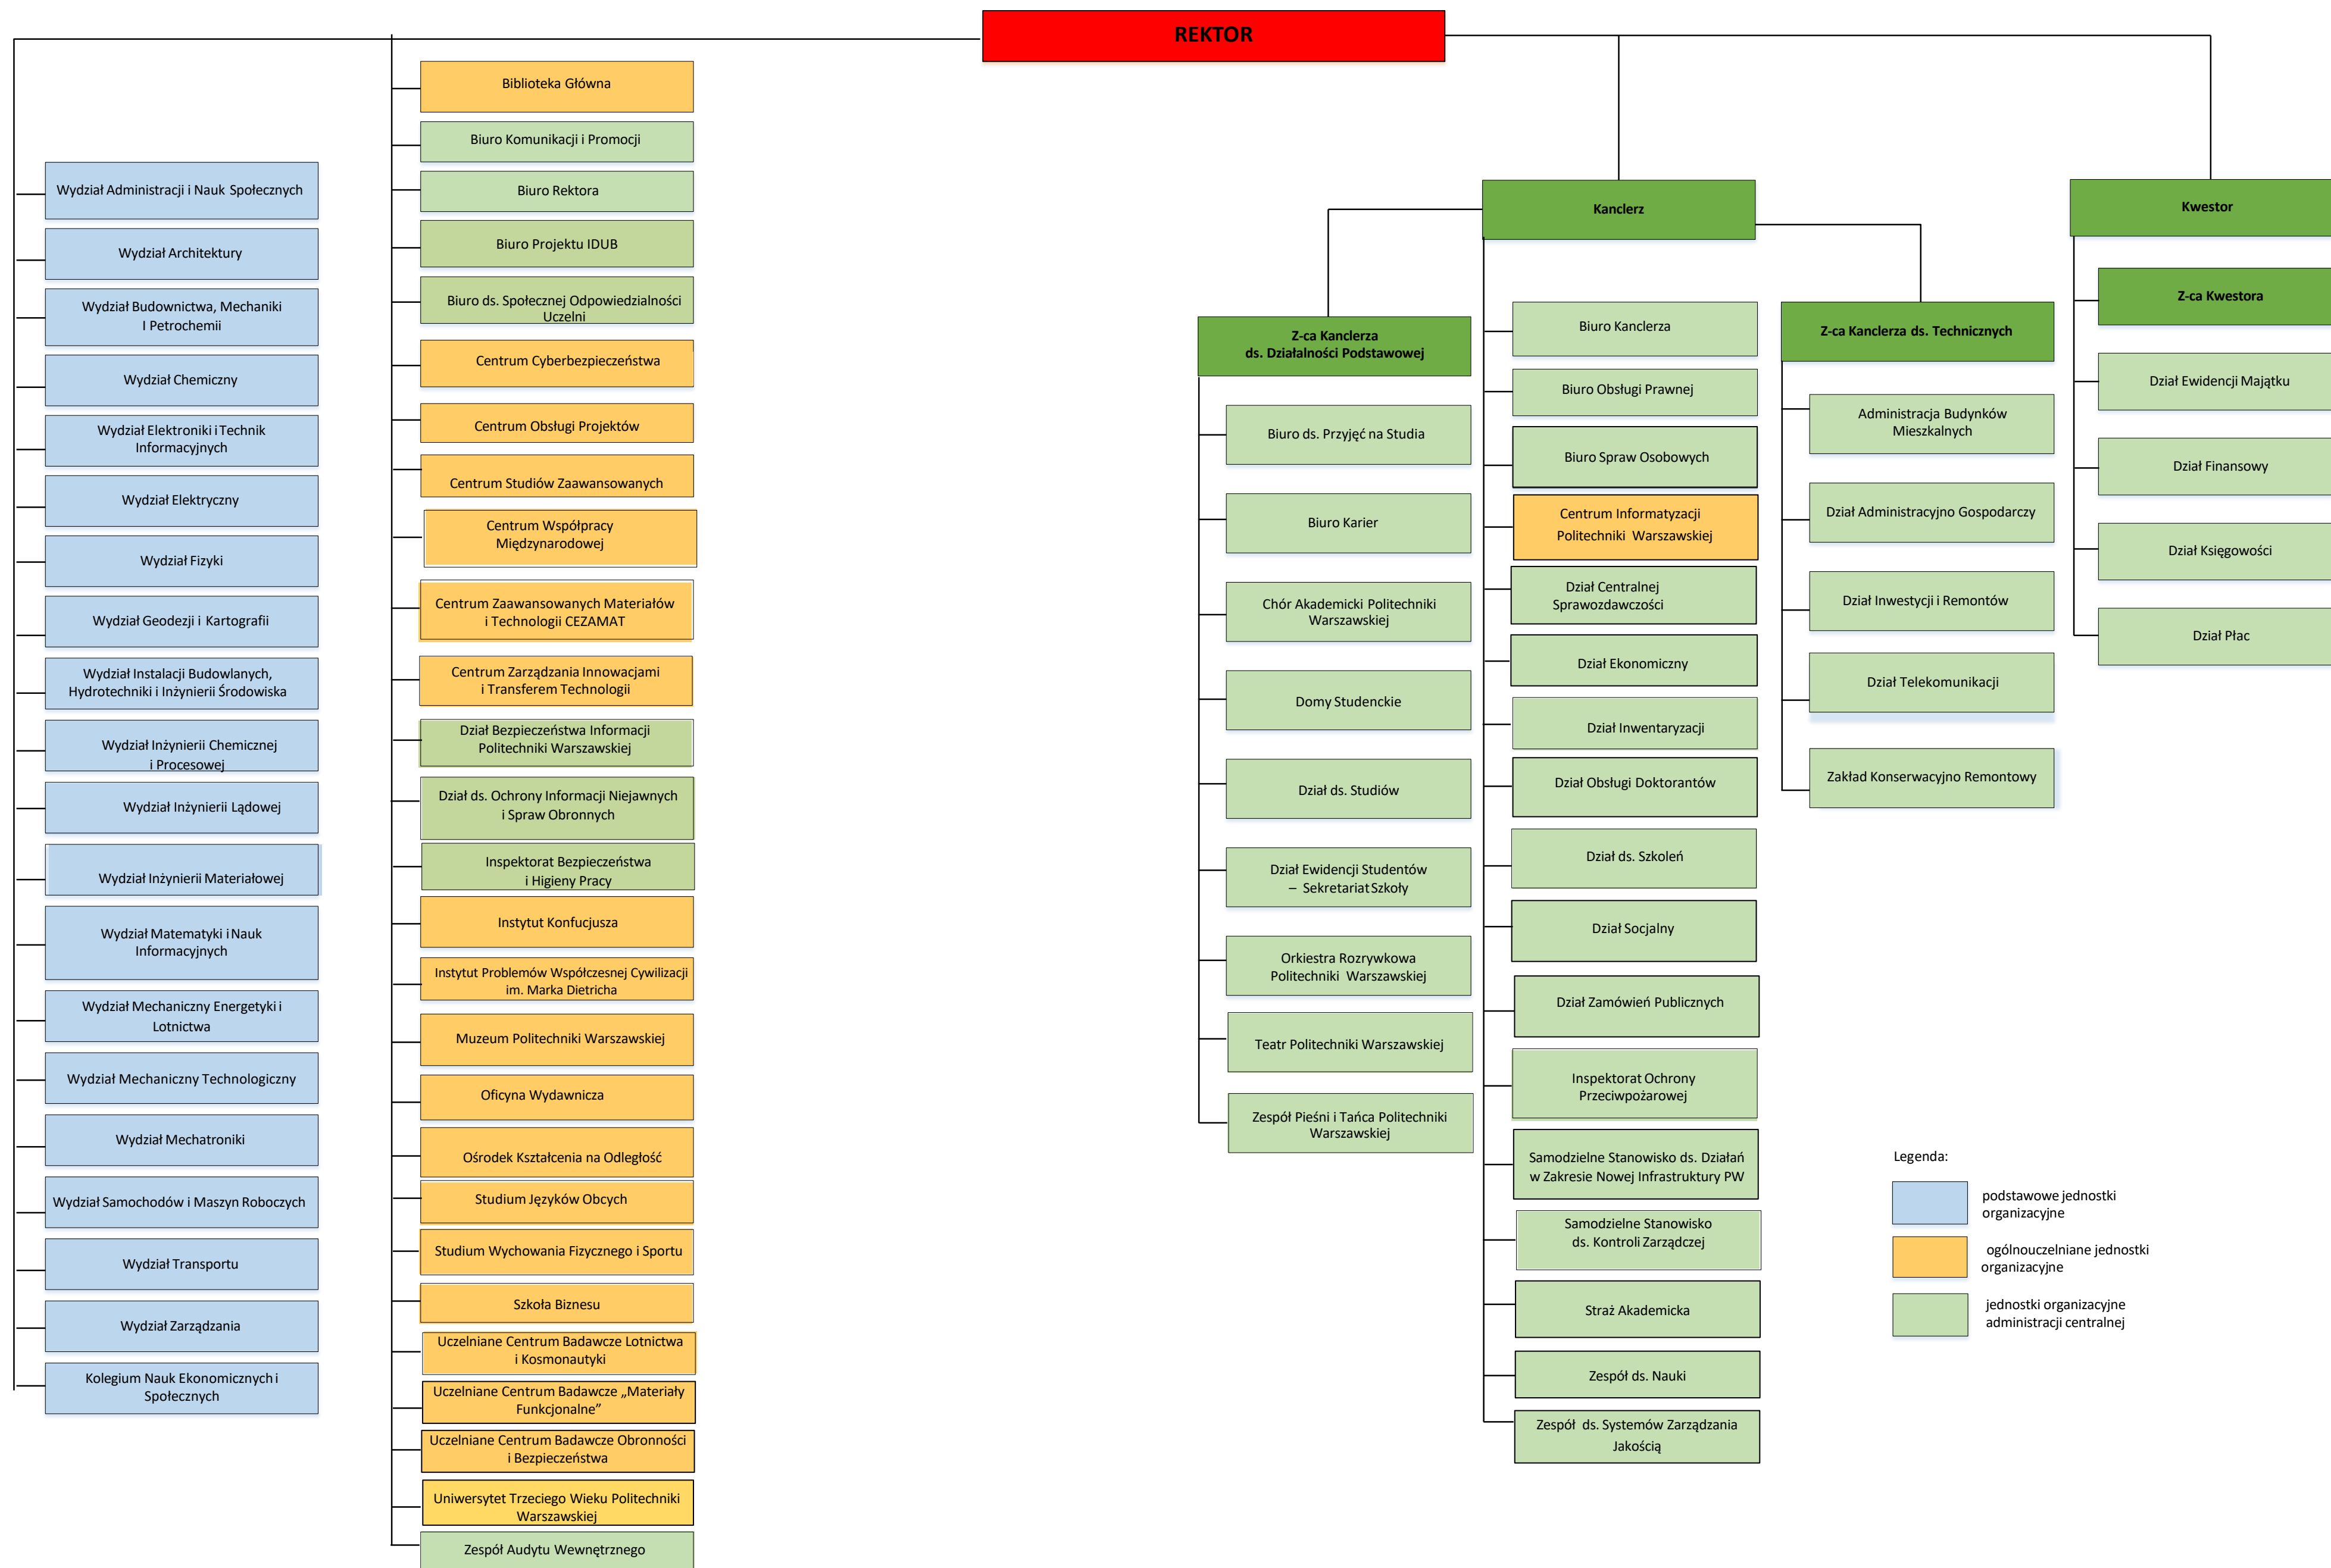 REKTOR
Wydział Administracji i Nauk Społecznych
Wydział Architektury
Wydział Budownictwa, Mechaniki
I Petrochemii
Wydział Chemiczny
Wydział Elektroniki i Technik
Informacyjnych
Wydział Elektryczny
Wydział Fizyki
Wydział Geodezji i Kartografii
Wydział Instalacji Budowlanych,
Hydrotechniki i Inżynierii Środowiska
Wydział Inżynierii Chemicznej
i Procesowej
Wydział Inżynierii Lądowej
Wydział Inżynierii Materiałowej
Wydział Matematyki i Nauk
Informacyjnych
Wydział Mechaniczny Energetyki i
Lotnictwa
Wydział Mechaniczny Technologiczny
Wydział Mechatroniki
Wydział Samochodów i Maszyn Roboczych
Wydział Transportu
Wydział Zarządzania
Kolegium Nauk Ekonomicznych i
Społecznych
Biblioteka Główna
Biuro Komunikacji i Promocji
Biuro Rektora
Biuro Projektu IDUB
Biuro ds. Społecznej Odpowiedzialności
Uczelni
Centrum Cyberbezpieczeństwa
Centrum Obsługi Projektów
Centrum Studiów Zaawansowanych
Centrum Współpracy
Międzynarodowej
Centrum Zaawansowanych Materiałów
i Technologii CEZAMAT
Centrum Zarządzania Innowacjami
i Transferem Technologii
Dział Bezpieczeństwa Informacji
Politechniki Warszawskiej
Dział ds. Ochrony Informacji Niejawnych
i Spraw Obronnych
Inspektorat Bezpieczeństwa
i Higieny Pracy
Instytut Konfucjusza
Instytut Problemów Współczesnej Cywilizacji
im. Marka Dietricha
Muzeum Politechniki Warszawskiej
Oficyna Wydawnicza
Ośrodek Kształcenia na Odległość
Studium Języków Obcych
Studium Wychowania Fizycznego i Sportu
Szkoła Biznesu
Uczelniane Centrum Badawcze Lotnictwa
i Kosmonautyki
Uczelniane Centrum Badawcze „Materiały
Funkcjonalne”
Uczelniane Centrum Badawcze Obronności
i Bezpieczeństwa
Uniwersytet Trzeciego Wieku Politechniki
Warszawskiej
Zespół Audytu Wewnętrznego
Kanclerz
Z-ca Kanclerza
ds. Działalności Podstawowej
Biuro ds. Przyjęć na Studia
Biuro Karier
Chór Akademicki Politechniki
Warszawskiej
Domy Studenckie
Dział ds. Studiów
Dział Ewidencji Studentów
– Sekretariat Szkoły
Orkiestra Rozrywkowa
Politechniki Warszawskiej
Teatr Politechniki Warszawskiej
Zespół Pieśni i Tańca Politechniki
Warszawskiej
Biuro Kanclerza
Biuro Obsługi Prawnej
Biuro Spraw Osobowych
Centrum Informatyzacji
Politechniki Warszawskiej
Dział Centralnej
Sprawozdawczości
Dział Ekonomiczny
Dział Inwentaryzacji
Dział Obsługi Doktorantów
Dział ds. Szkoleń
Dział Socjalny
Dział Zamówień Publicznych
Inspektorat Ochrony
Przeciwpożarowej
Samodzielne Stanowisko ds. Działań
w Zakresie Nowej Infrastruktury PW
Samodzielne Stanowisko
ds. Kontroli Zarządczej
Straż Akademicka
Zespół ds. Nauki
Zespół ds. Systemów Zarządzania
Jakością
Z-ca Kanclerza ds. Technicznych
Administracja Budynków
Mieszkalnych
Dział Administracyjno Gospodarczy
Dział Inwestycji i Remontów
Dział Telekomunikacji
Zakład Konserwacyjno Remontowy
Kwestor
Z-ca Kwestora
Dział Ewidencji Majątku
Dział Finansowy
Dział Księgowości
Dział Płac
Legenda:
podstawowe jednostki
organizacyjne
ogólnouczelniane jednostki
organizacyjne
jednostki organizacyjne
administracji centralnej